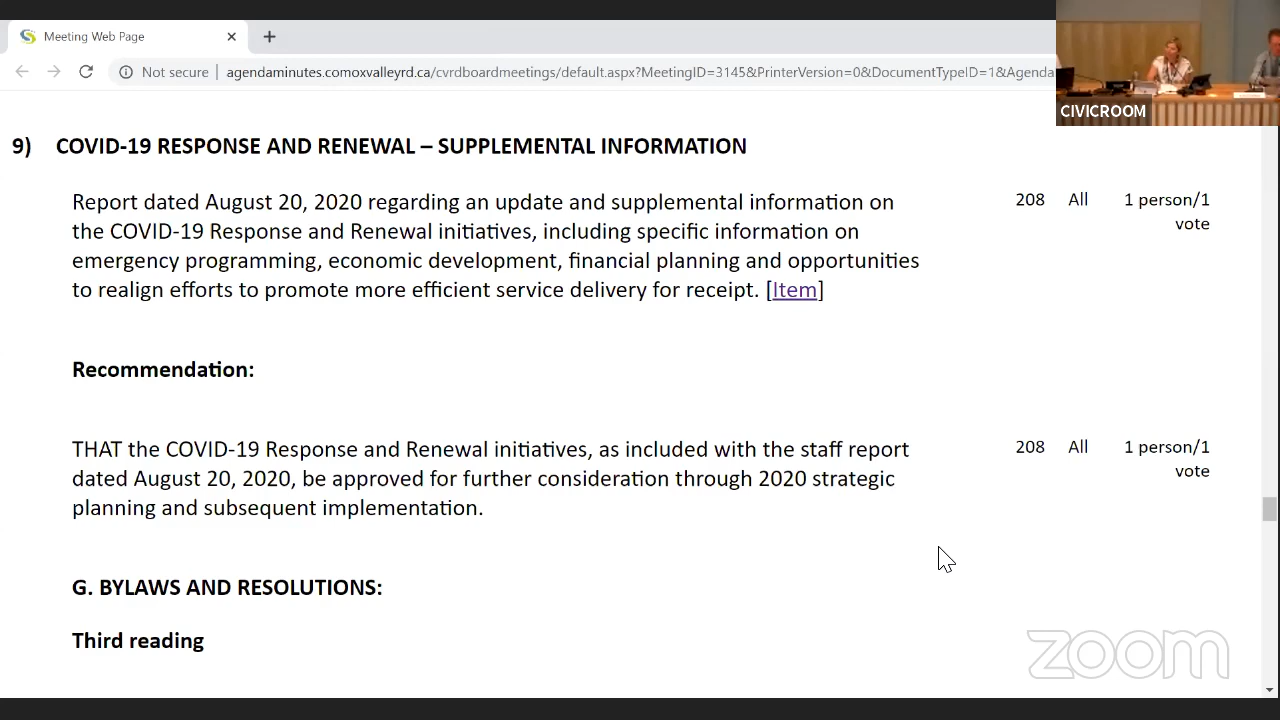 Meeting Web Page
Not secure | agendaminutes.comoxvalleyrd.ca/cvrdboardmeetings/default.aspx?MeetingID=3145&PrinterVersion=0&DocumentTypeID=1&Agenda
CIVICROOM
9) COVID-19 RESPONSE AND RENEWAL – SUPPLEMENTAL INFORMATION
Report dated August 20, 2020 regarding an update and supplemental information on 208 All 1 person/1
the COVID-19 Response and Renewal initiatives, including specific information on vote
emergency programming, economic development, financial planning and opportunities
to realign efforts to promote more efficient service delivery for receipt. [Item]
Recommendation:
THAT the COVID-19 Response and Renewal initiatives, as included with the staff report 208 All 1 person/1
dated August 20, 2020, be approved for further consideration through 2020 strategic vote
planning and subsequent implementation.
G. BYLAWS AND RESOLUTIONS:
Third reading
zoom